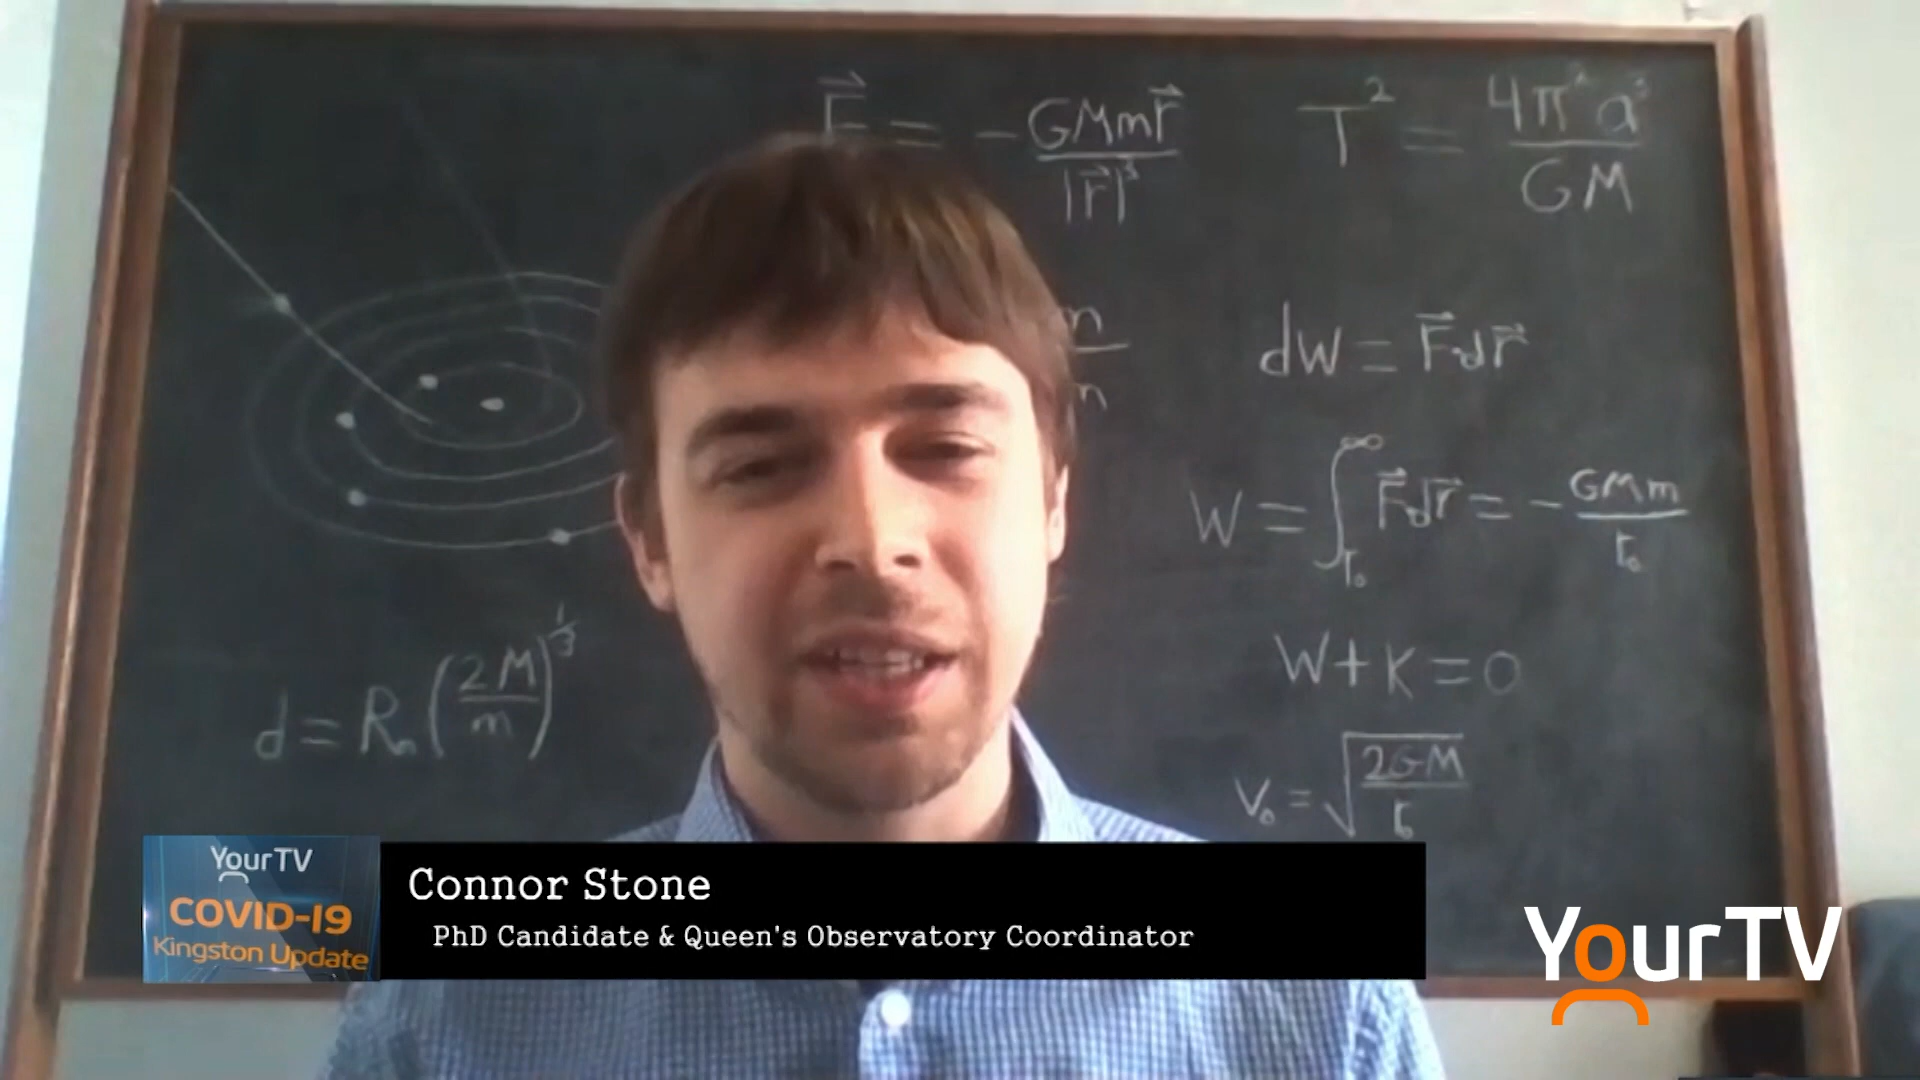 F⃗ = - GMmr⃗ / |r⃗|³
T² = 4π²a³ / GM
dW = F⃗·dr⃗
W = ∫r₀^∞ F⃗·dr⃗ = - GMm / r₀
d = Rₘ(2M/m)^1/3
W + K = 0
v₀ = √(2GM / r₀)
YourTV
COVID-19
Kingston Update
Connor Stone
PhD Candidate & Queen's Observatory Coordinator
YourTV